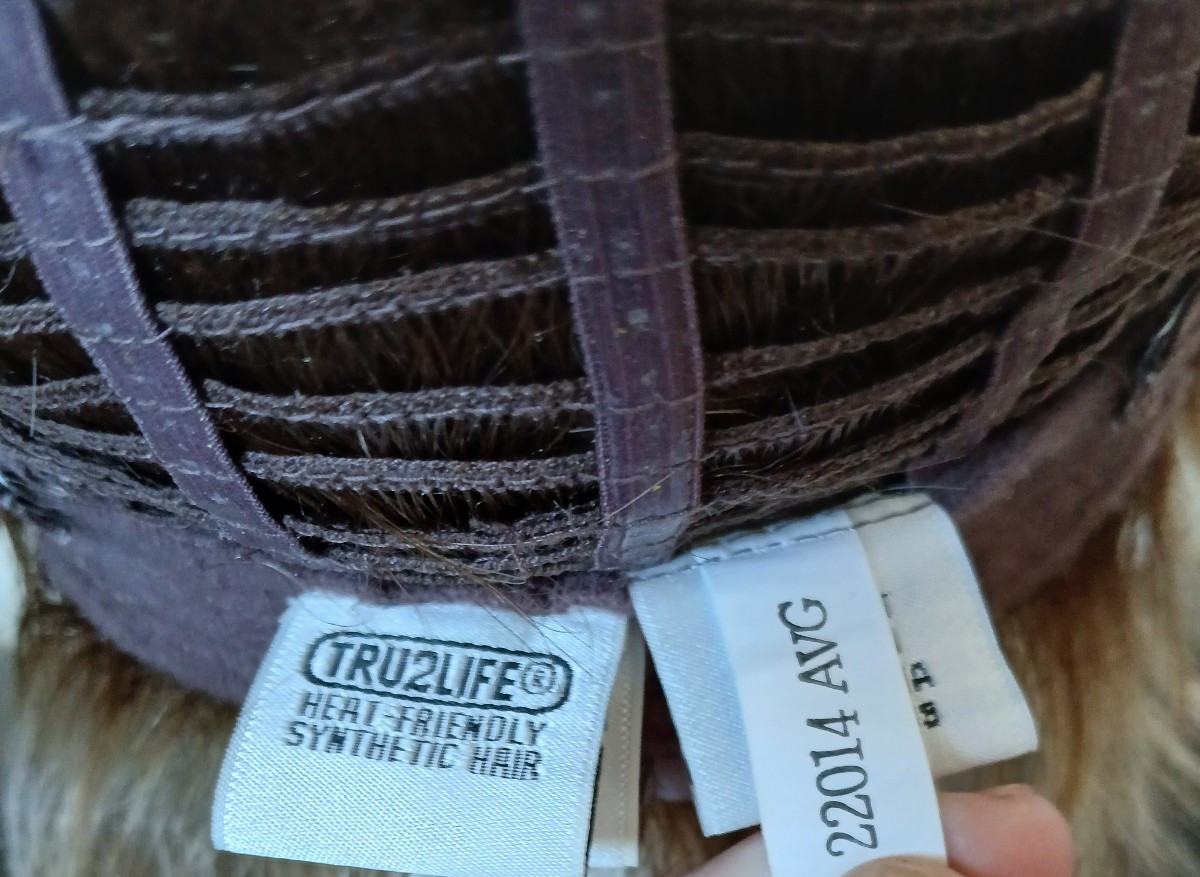 TRU2LIFE®
HEAT-FRIENDLY
SYNTHETIC HAIR
22014 AVG